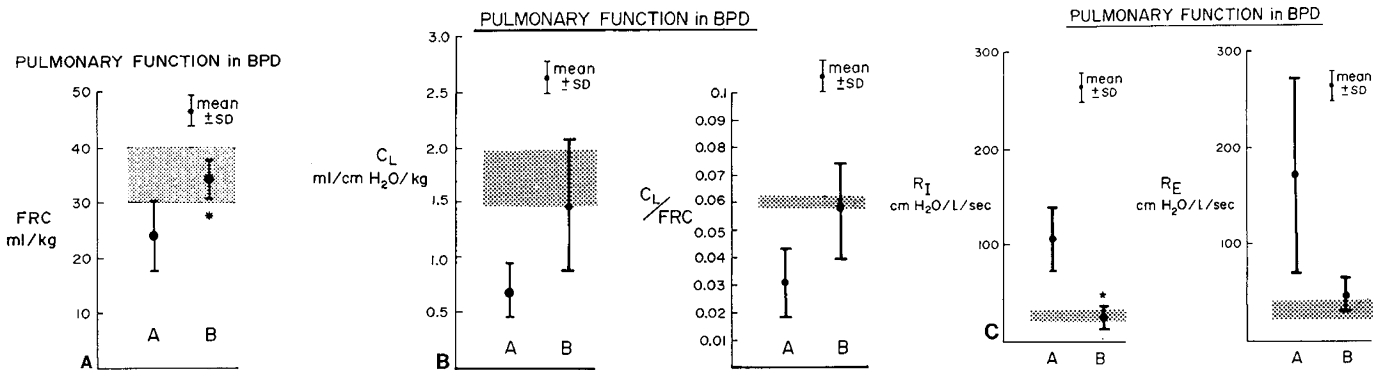 PULMONARY FUNCTION in BPD
50
40
30
20
10
FRC
ml/kg
mean
±SD
*
A
B
A
PULMONARY FUNCTION in BPD
3.0
2.5
2.0
1.5
1.0
0.5
CL
ml/cm H2O/kg
mean
±SD
A
B
B
0.1
0.09
0.08
0.07
0.06
0.05
0.04
0.03
0.02
0.01
CL/FRC
mean
±SD
A
B
PULMONARY FUNCTION in BPD
300
200
100
RI
cm H2O/L/sec
mean
±SD
*
A
B
C
300
200
100
RE
cm H2O/L/sec
mean
±SD
A
B